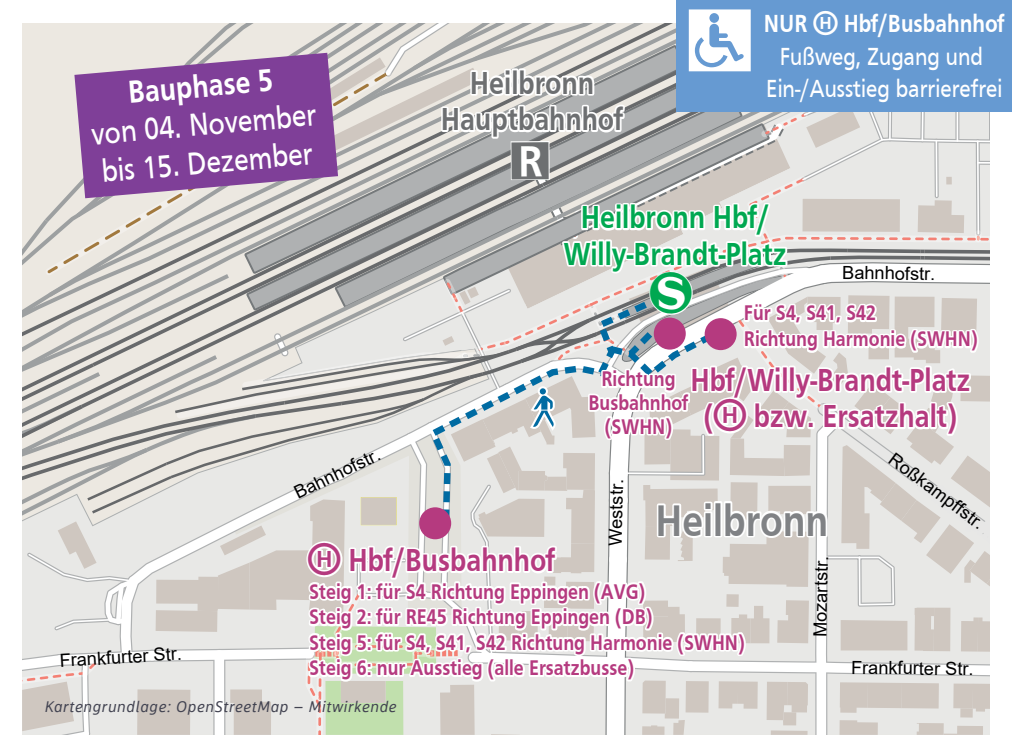 NUR Ⓗ Hbf/Busbahnhof
Fußweg, Zugang und
Ein-/Ausstieg barrierefrei
Bauphase 5
von 04. November
bis 15. Dezember
Heilbronn
Hauptbahnhof
R
Heilbronn Hbf/
Willy-Brandt-Platz
S
Bahnhofstr.
Für S4, S41, S42
Richtung Harmonie (SWHN)
Richtung
Busbahnhof
(SWHN)
Hbf/Willy-Brandt-Platz
(Ⓗ bzw. Ersatzhalt)
Bahnhofstr.
Roßkampffstr.
Weststr.
Heilbronn
Mozartstr.
Ⓗ Hbf/Busbahnhof
Steig 1: für S4 Richtung Eppingen (AVG)
Steig 2: für RE45 Richtung Eppingen (DB)
Steig 5: für S4, S41, S42 Richtung Harmonie (SWHN)
Steig 6: nur Ausstieg (alle Ersatzbusse)
Frankfurter Str.
Frankfurter Str.
Kartengrundlage: OpenStreetMap – Mitwirkende